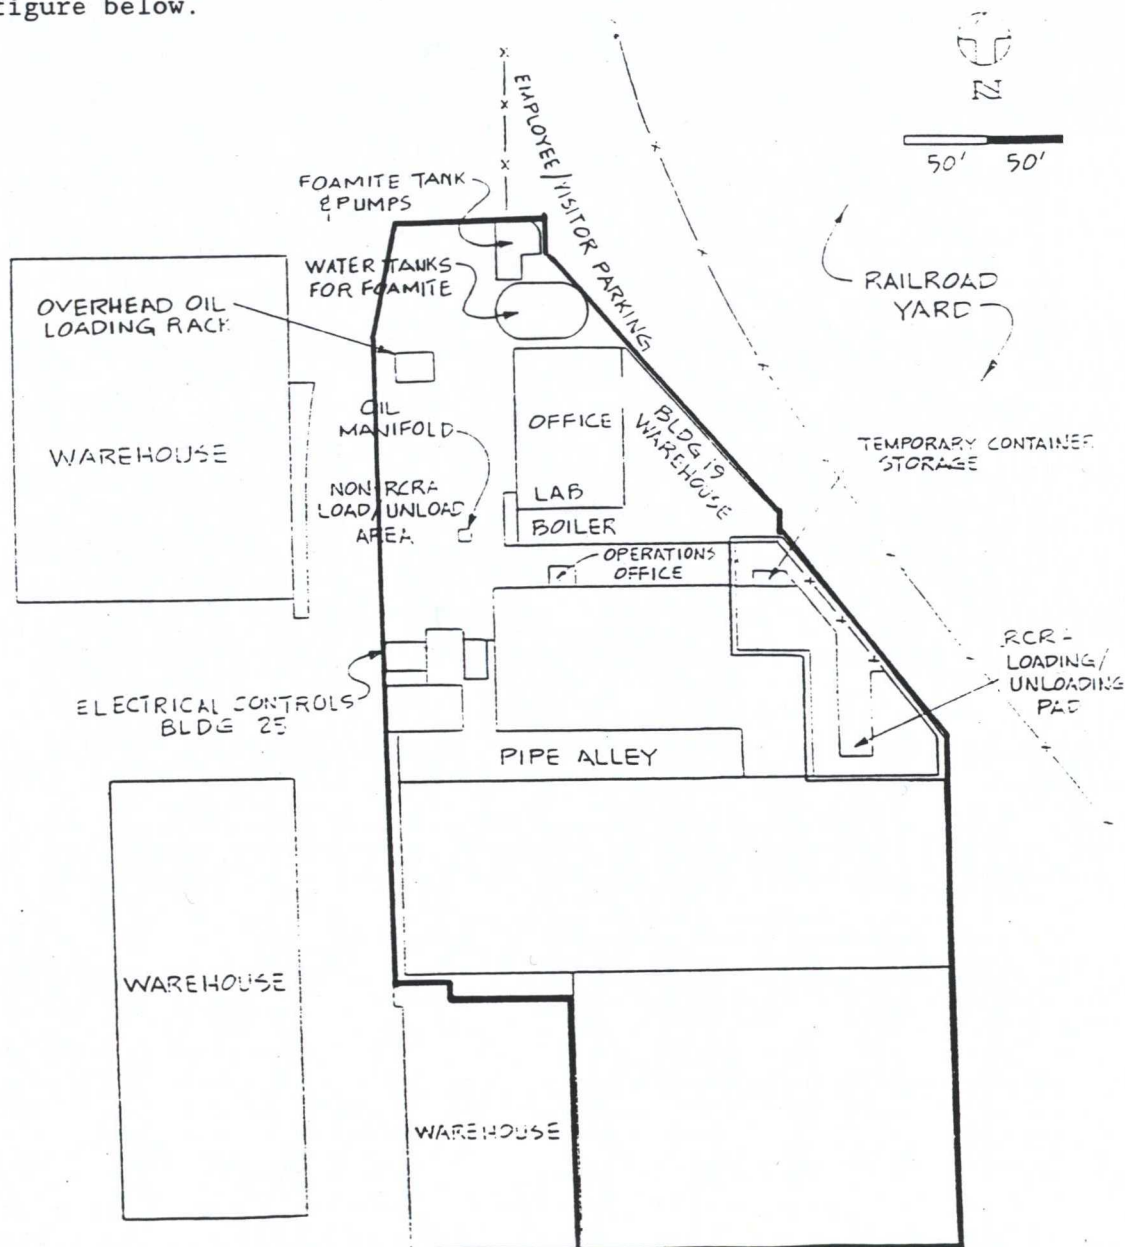 figure below.
N
50' 50'
EMPLOYEE/VISITOR PARKING
FOAMITE TANK
& PUMPS
WATER TANKS
FOR FOAMITE
RAILROAD
YARD
OVERHEAD OIL
LOADING RACK
WAREHOUSE
OIL
MANIFOLD
OFFICE
BLDG 19
WAREHOUSE
TEMPORARY CONTAINER
STORAGE
NON-RCRA
LOAD/UNLOAD
AREA
LAB
BOILER
OPERATIONS
OFFICE
RCRA
LOADING/
UNLOADING
PAD
ELECTRICAL CONTROLS
BLDG 25
PIPE ALLEY
WAREHOUSE
WAREHOUSE